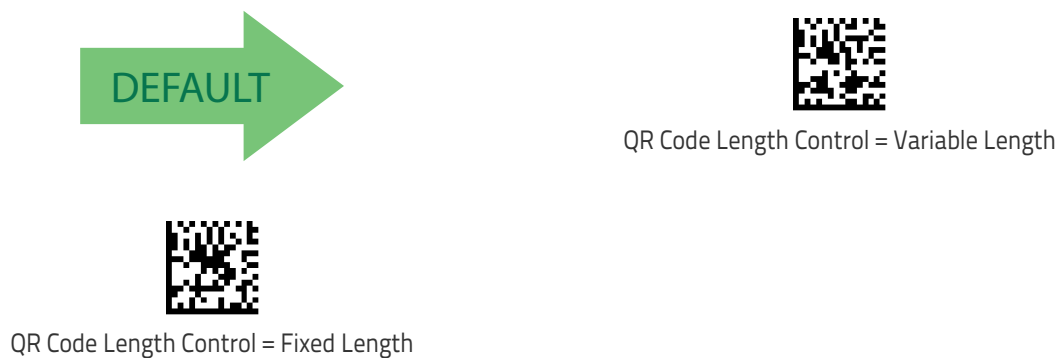 DEFAULT
QR Code Length Control = Variable Length
QR Code Length Control = Fixed Length